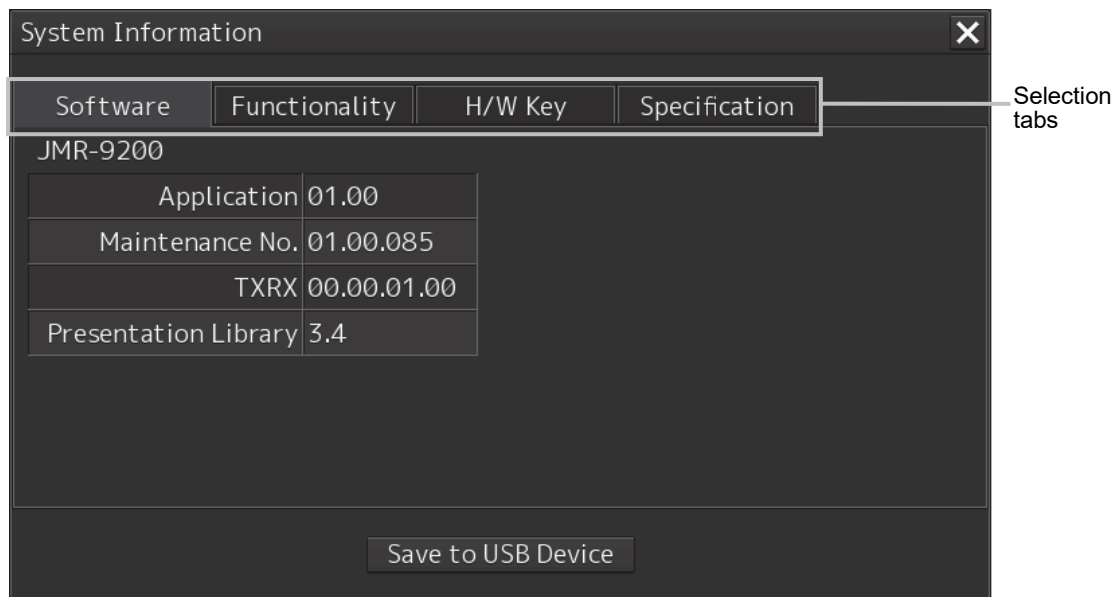 System Information
Software Functionality H/W Key Specification
Selection
tabs
JMR-9200
Application 01.00
Maintenance No. 01.00.085
TXRX 00.00.01.00
Presentation Library 3.4
Save to USB Device